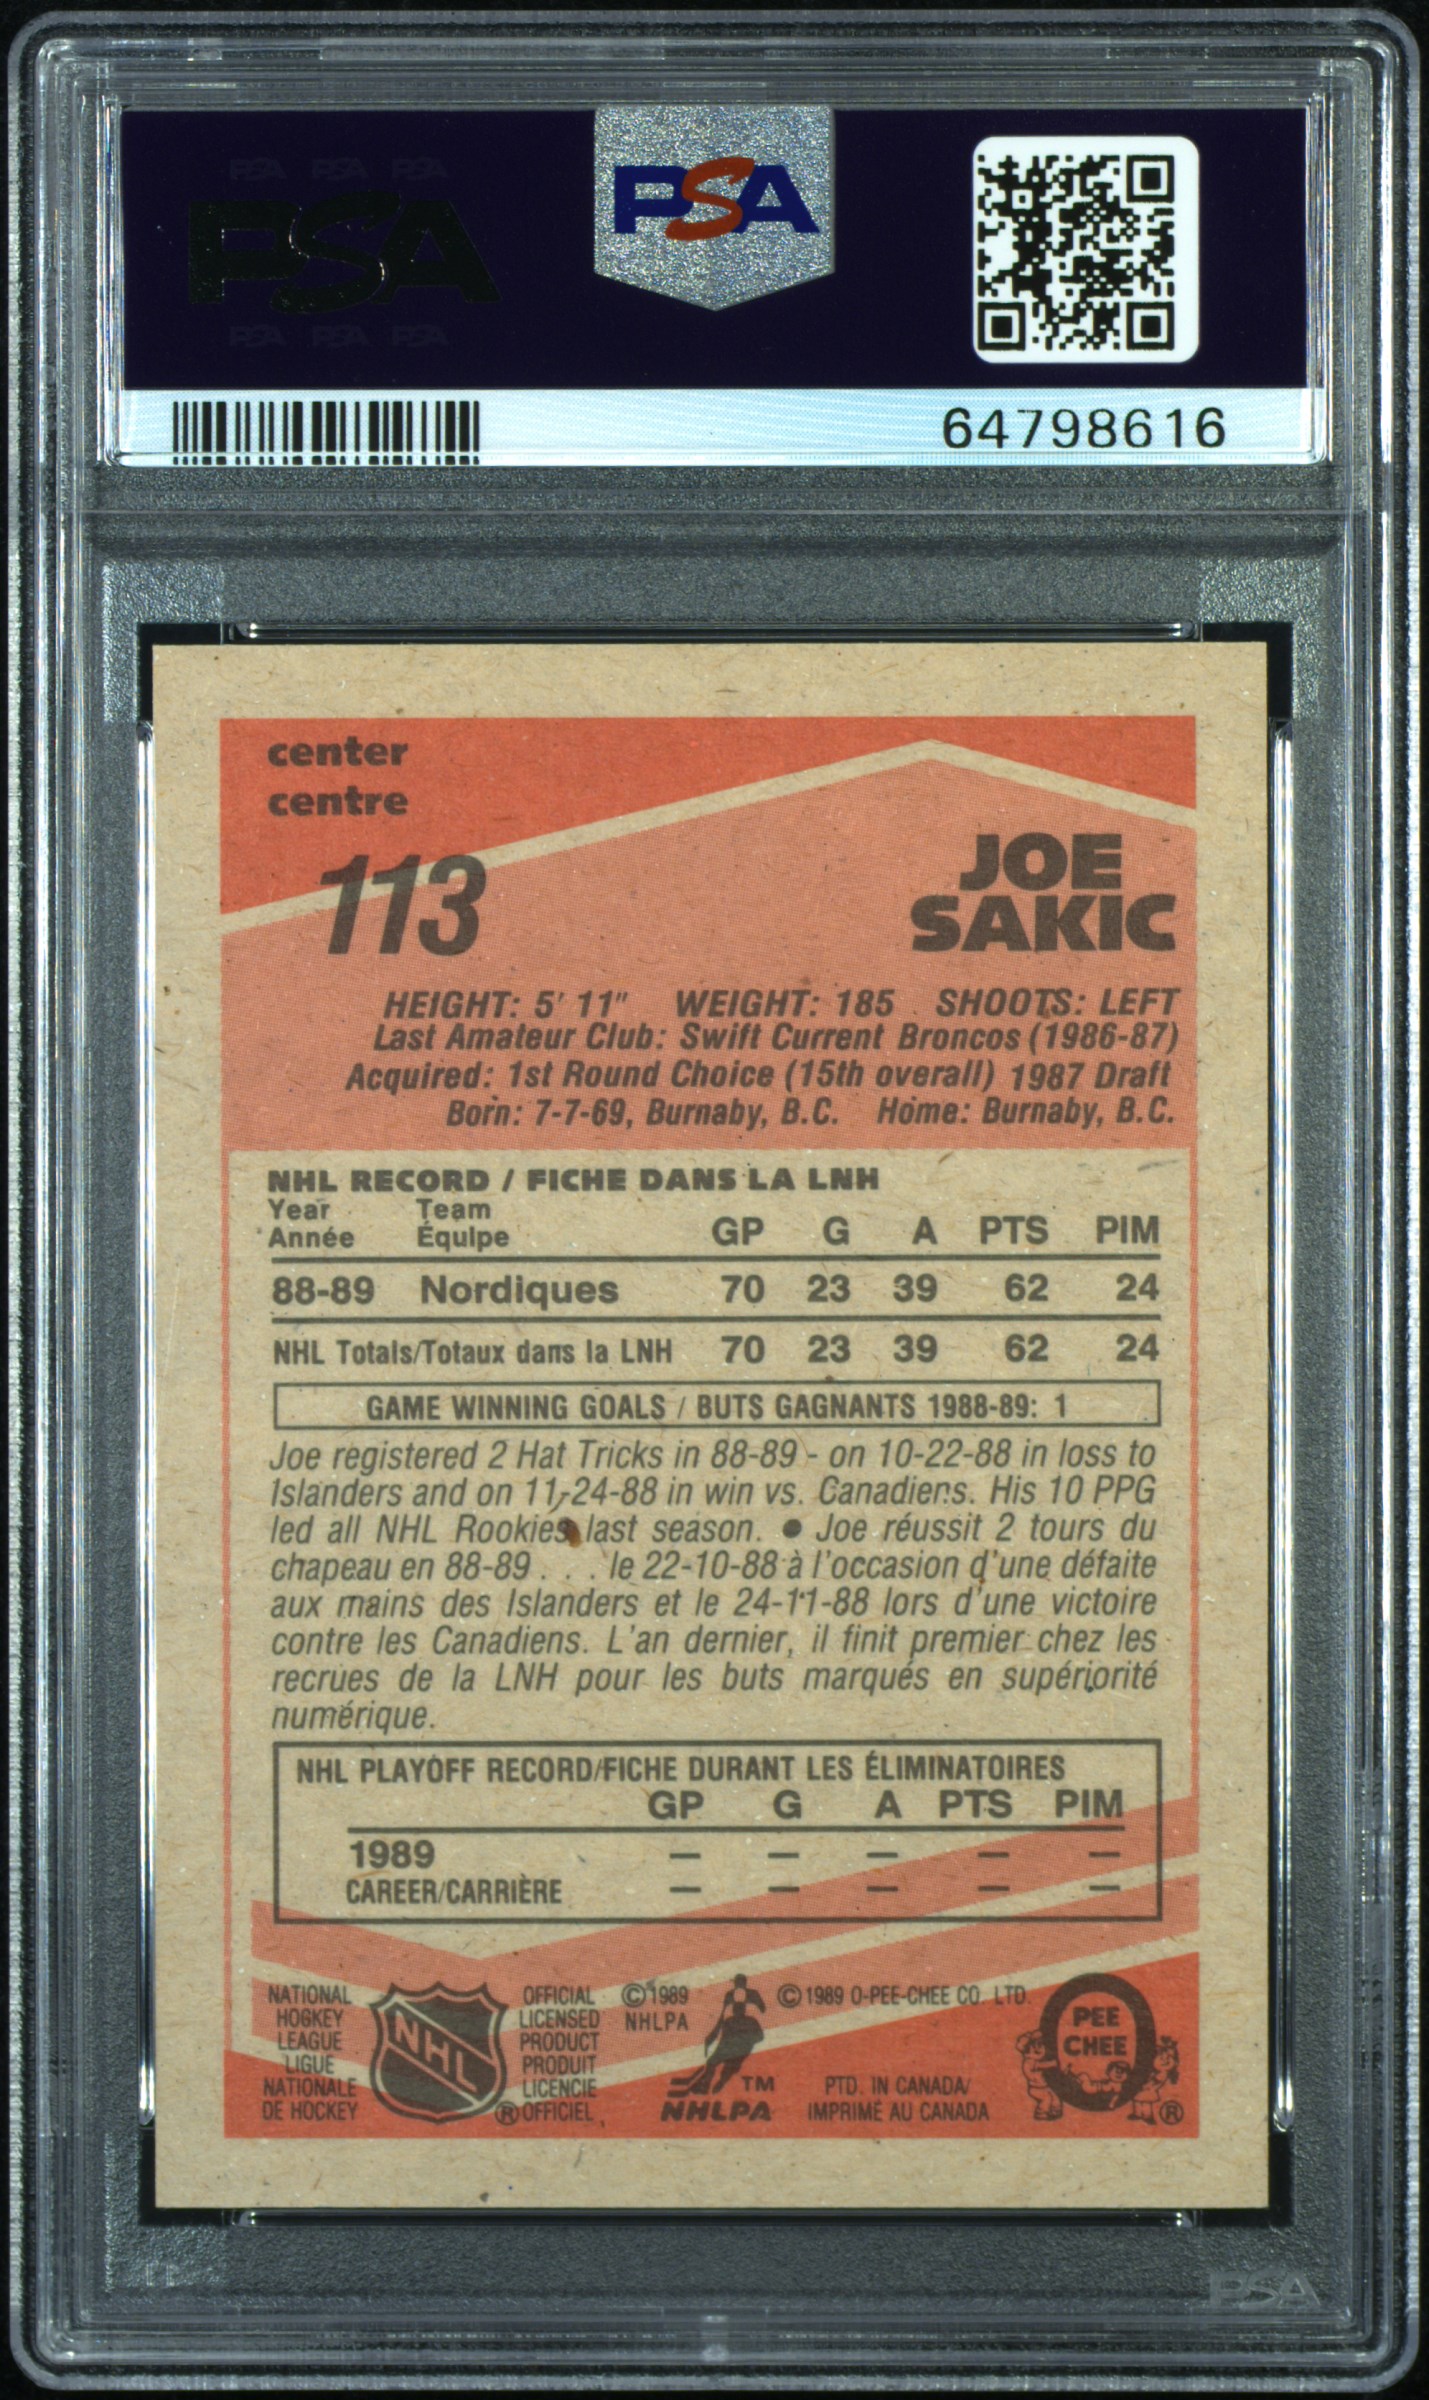 PSA PSA PSA
PSA
PSA PSA PSA
PSA
64798616
center
centre
113
JOE
SAKIC
HEIGHT: 5' 11" WEIGHT: 185 SHOOTS: LEFT
Last Amateur Club: Swift Current Broncos (1986-87)
Acquired: 1st Round Choice (15th overall) 1987 Draft
Born: 7-7-69, Burnaby, B.C. Home: Burnaby, B.C.
NHL RECORD / FICHE DANS LA LNH
Year Team
Année Équipe GP G A PTS PIM
88-89 Nordiques 70 23 39 62 24
NHL Totals/Totaux dans la LNH 70 23 39 62 24
GAME WINNING GOALS / BUTS GAGNANTS 1988-89: 1
Joe registered 2 Hat Tricks in 88-89 - on 10-22-88 in loss to
Islanders and on 11-24-88 in win vs. Canadiens. His 10 PPG
led all NHL Rookies last season. ● Joe réussit 2 tours du
chapeau en 88-89 . . . le 22-10-88 à l'occasion d'une défaite
aux mains des Islanders et le 24-11-88 lors d'une victoire
contre les Canadiens. L'an dernier, il finit premier chez les
recrues de la LNH pour les buts marqués en supériorité
numérique.
NHL PLAYOFF RECORD/FICHE DURANT LES ÉLIMINATOIRES
GP G A PTS PIM
1989 — — — — —
CAREER/CARRIÈRE — — — — —
NATIONAL
HOCKEY
LEAGUE
LIGUE
NATIONALE
DE HOCKEY
NHL
®
OFFICIAL
LICENSED
PRODUCT
PRODUIT
LICENCIE
OFFICIEL
©1989
NHLPA
TM
NHLPA
©1989 O-PEE-CHEE CO. LTD.
PTD. IN CANADA/
IMPRIMÉ AU CANADA
PEE
CHEE
®
PSA